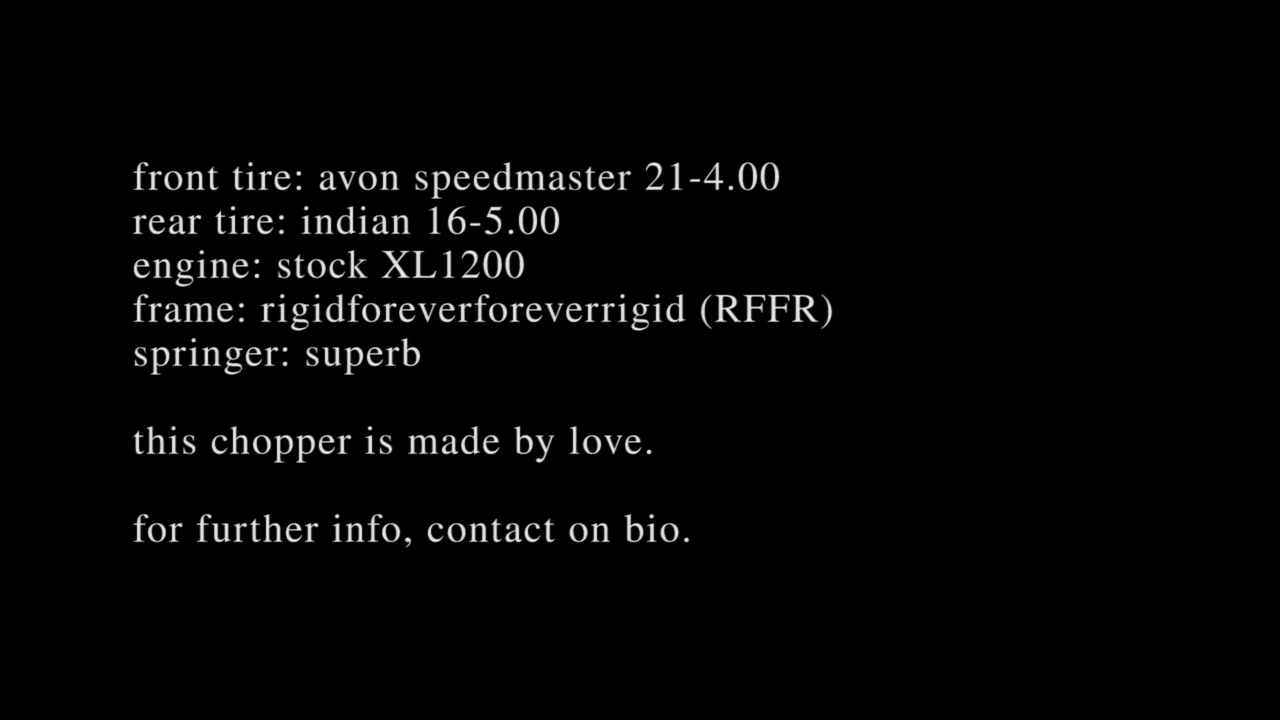 front tire: avon speedmaster 21-4.00
rear tire: indian 16-5.00
engine: stock XL1200
frame: rigidforeverforeverrigid (RFFR)
springer: superb
this chopper is made by love.
for further info, contact on bio.